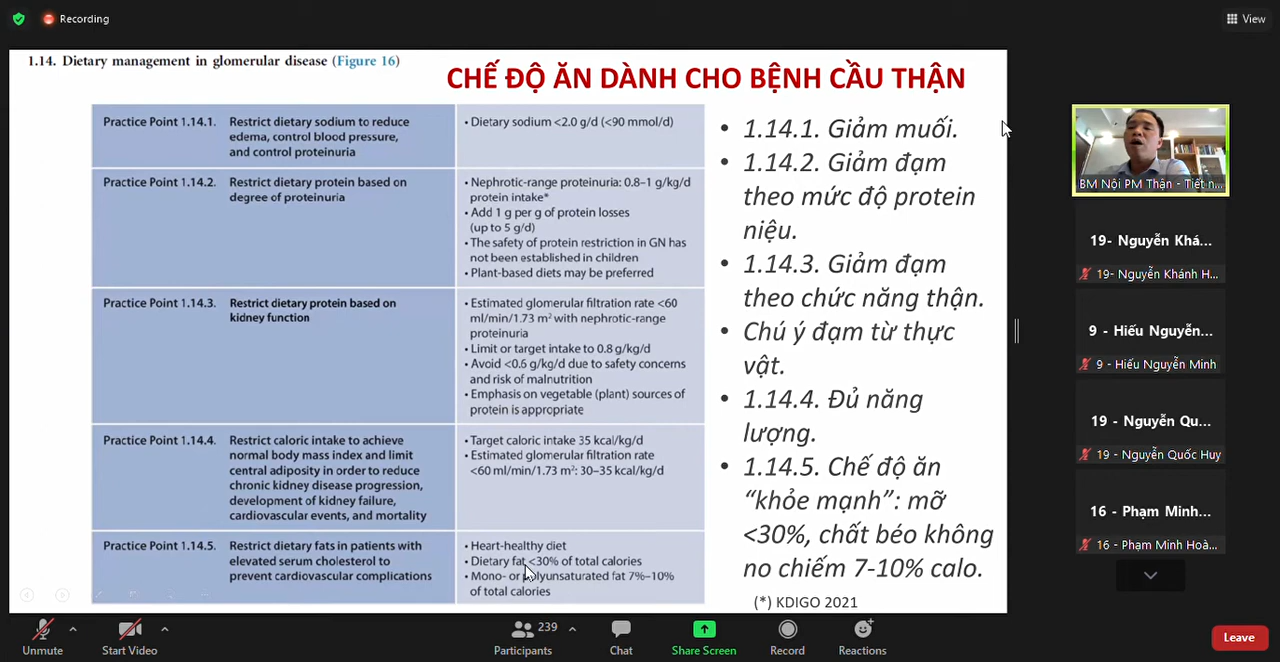 Recording
View
1.14. Dietary management in glomerular disease (Figure 16)
CHẾ ĐỘ ĂN DÀNH CHO BỆNH CẦU THẬN
Practice Point 1.14.1. Restrict dietary sodium to reduce
edema, control blood pressure,
and control proteinuria
• Dietary sodium <2.0 g/d (<90 mmol/d)
Practice Point 1.14.2. Restrict dietary protein based on
degree of proteinuria
• Nephrotic-range proteinuria: 0.8–1 g/kg/d
protein intake*
• Add 1 g per g of protein losses
(up to 5 g/d)
• The safety of protein restriction in GN has
not been established in children
• Plant-based diets may be preferred
Practice Point 1.14.3. Restrict dietary protein based on
kidney function
• Estimated glomerular filtration rate <60
ml/min/1.73 m² with nephrotic-range
proteinuria
• Limit or target intake to 0.8 g/kg/d
• Avoid <0.6 g/kg/d due to safety concerns
and risk of malnutrition
• Emphasis on vegetable (plant) sources of
protein is appropriate
Practice Point 1.14.4. Restrict caloric intake to achieve
normal body mass index and limit
central adiposity in order to reduce
chronic kidney disease progression,
development of kidney failure,
cardiovascular events, and mortality
• Target caloric intake 35 kcal/kg/d
• Estimated glomerular filtration rate
<60 ml/min/1.73 m²: 30–35 kcal/kg/d
Practice Point 1.14.5. Restrict dietary fats in patients with
elevated serum cholesterol to
prevent cardiovascular complications
• Heart-healthy diet
• Dietary fat <30% of total calories
• Mono- or polyunsaturated fat 7%–10%
of total calories
• 1.14.1. Giảm muối.
• 1.14.2. Giảm đạm
theo mức độ protein
niệu.
• 1.14.3. Giảm đạm
theo chức năng thận.
• Chú ý đạm từ thực
vật.
• 1.14.4. Đủ năng
lượng.
• 1.14.5. Chế độ ăn
“khỏe mạnh”: mỡ
<30%, chất béo không
no chiếm 7-10% calo.
(*) KDIGO 2021
BM Nội PM Thận - Tiết n...
19- Nguyễn Khá...
19- Nguyễn Khánh H...
9 - Hiếu Nguyễn...
9 - Hiếu Nguyễn Minh
19 - Nguyễn Qu...
19 - Nguyễn Quốc Huy
16 - Phạm Minh...
16 - Phạm Minh Hoà...
Unmute
Start Video
239
Participants
Chat
Share Screen
Record
Reactions
Leave